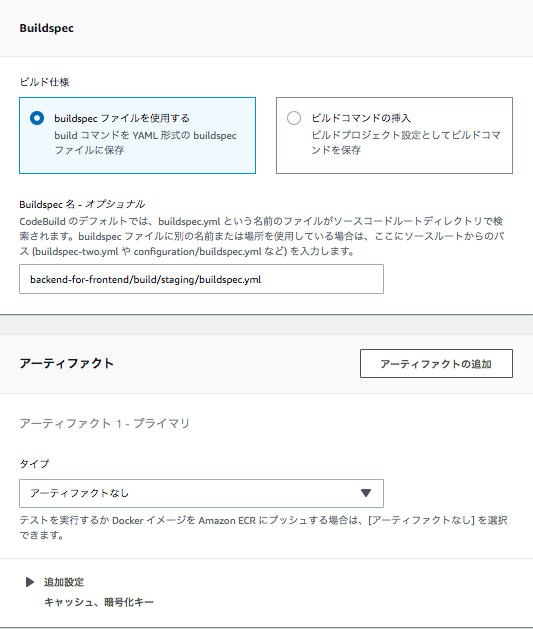 Buildspec
ビルド仕様
buildspec ファイルを使用する
build コマンドを YAML 形式の buildspec
ファイルに保存
ビルドコマンドの挿入
ビルドプロジェクト設定としてビルドコマ
ンドを保存
Buildspec 名 - オプショナル
CodeBuild のデフォルトでは、buildspec.yml という名前のファイルがソースコードルートディレクトリで検
索されます。buildspec ファイルに別の名前または場所を使用している場合は、ここにソースルートからのパ
ス (buildspec-two.yml や configuration/buildspec.yml など) を入力します。
backend-for-frontend/build/staging/buildspec.yml
アーティファクト
アーティファクトの追加
アーティファクト 1 - プライマリ
タイプ
アーティファクトなし
テストを実行するか Docker イメージを Amazon ECR にプッシュする場合は、[アーティファクトなし] を選択
できます。
追加設定
キャッシュ、暗号化キー